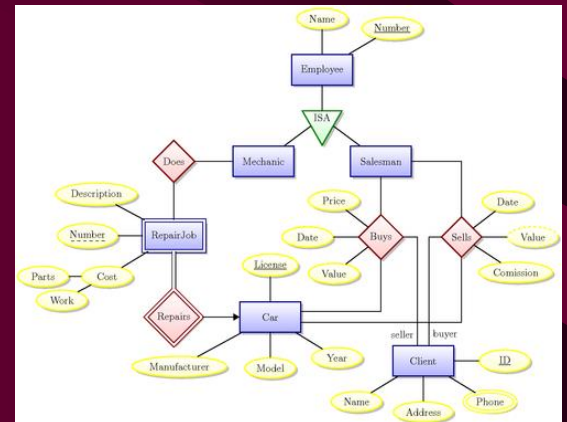 Name
Number
Employee
ISA
Does
Mechanic
Salesman
Description
Price
Date
Number
RepairJob
Date
Buys
Sells
Value
Parts
Cost
License
Value
Comission
Work
Repairs
Car
seller
buyer
Manufacturer
Model
Year
Client
ID
Name
Address
Phone